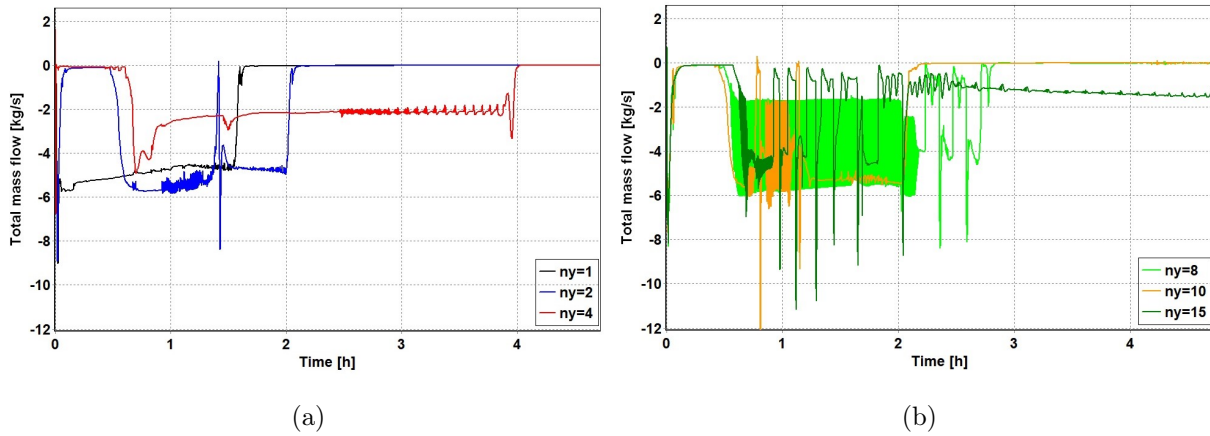 2
0
-2
-4
-6
-8
-10
-12
Total mass flow [kg/s]
0 1 2 3 4
Time [h]
ny=1
ny=2
ny=4
(a)
2
0
-2
-4
-6
-8
-10
-12
Total mass flow [kg/s]
0 1 2 3 4
Time [h]
ny=8
ny=10
ny=15
(b)